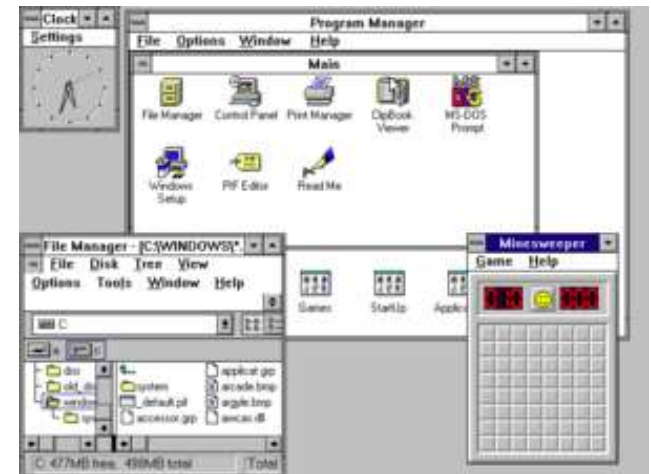 Clock
Settings
Program Manager
File Options Window Help
Main
File Manager
Control Panel
Print Manager
ClipBook Viewer
MS-DOS Prompt
Windows Setup
PIF Editor
Read Me
Games
StartUp
File Manager - [C:\WINDOWS\*.
File Disk Tree View
Options Tools Window Help
C
a c
dos
system
_default.pif
accessor.grp
applicat.grp
arcade.bmp
argyle.bmp
C: 477MB free, 498MB total
Total
Minesweeper
Game Help